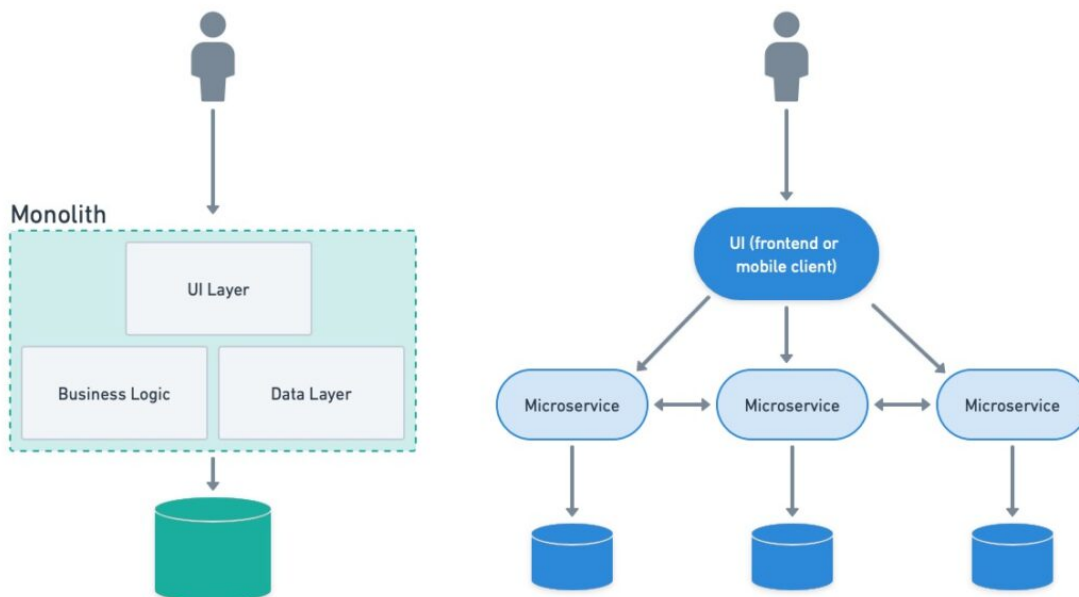 Monolith
UI Layer
Business Logic
Data Layer
UI (frontend or
mobile client)
Microservice
Microservice
Microservice